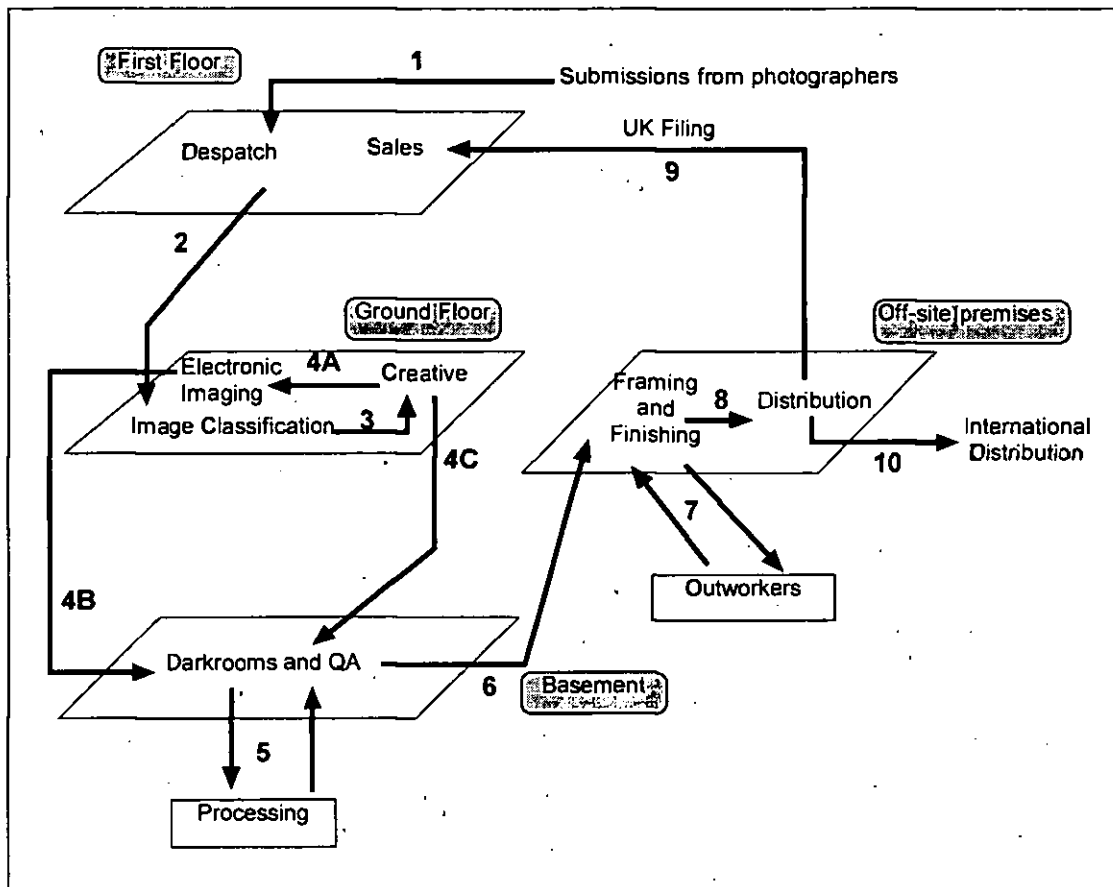 First Floor
1
Submissions from photographers
Despatch
Sales
UK Filing
9
2
Ground Floor
Off-site premises
Electronic
Imaging
4A
Creative
Image Classification
3
4C
Framing
and
Finishing
8
Distribution
10
International
Distribution
7
Outworkers
4B
Darkrooms and QA
6
Basement
5
Processing